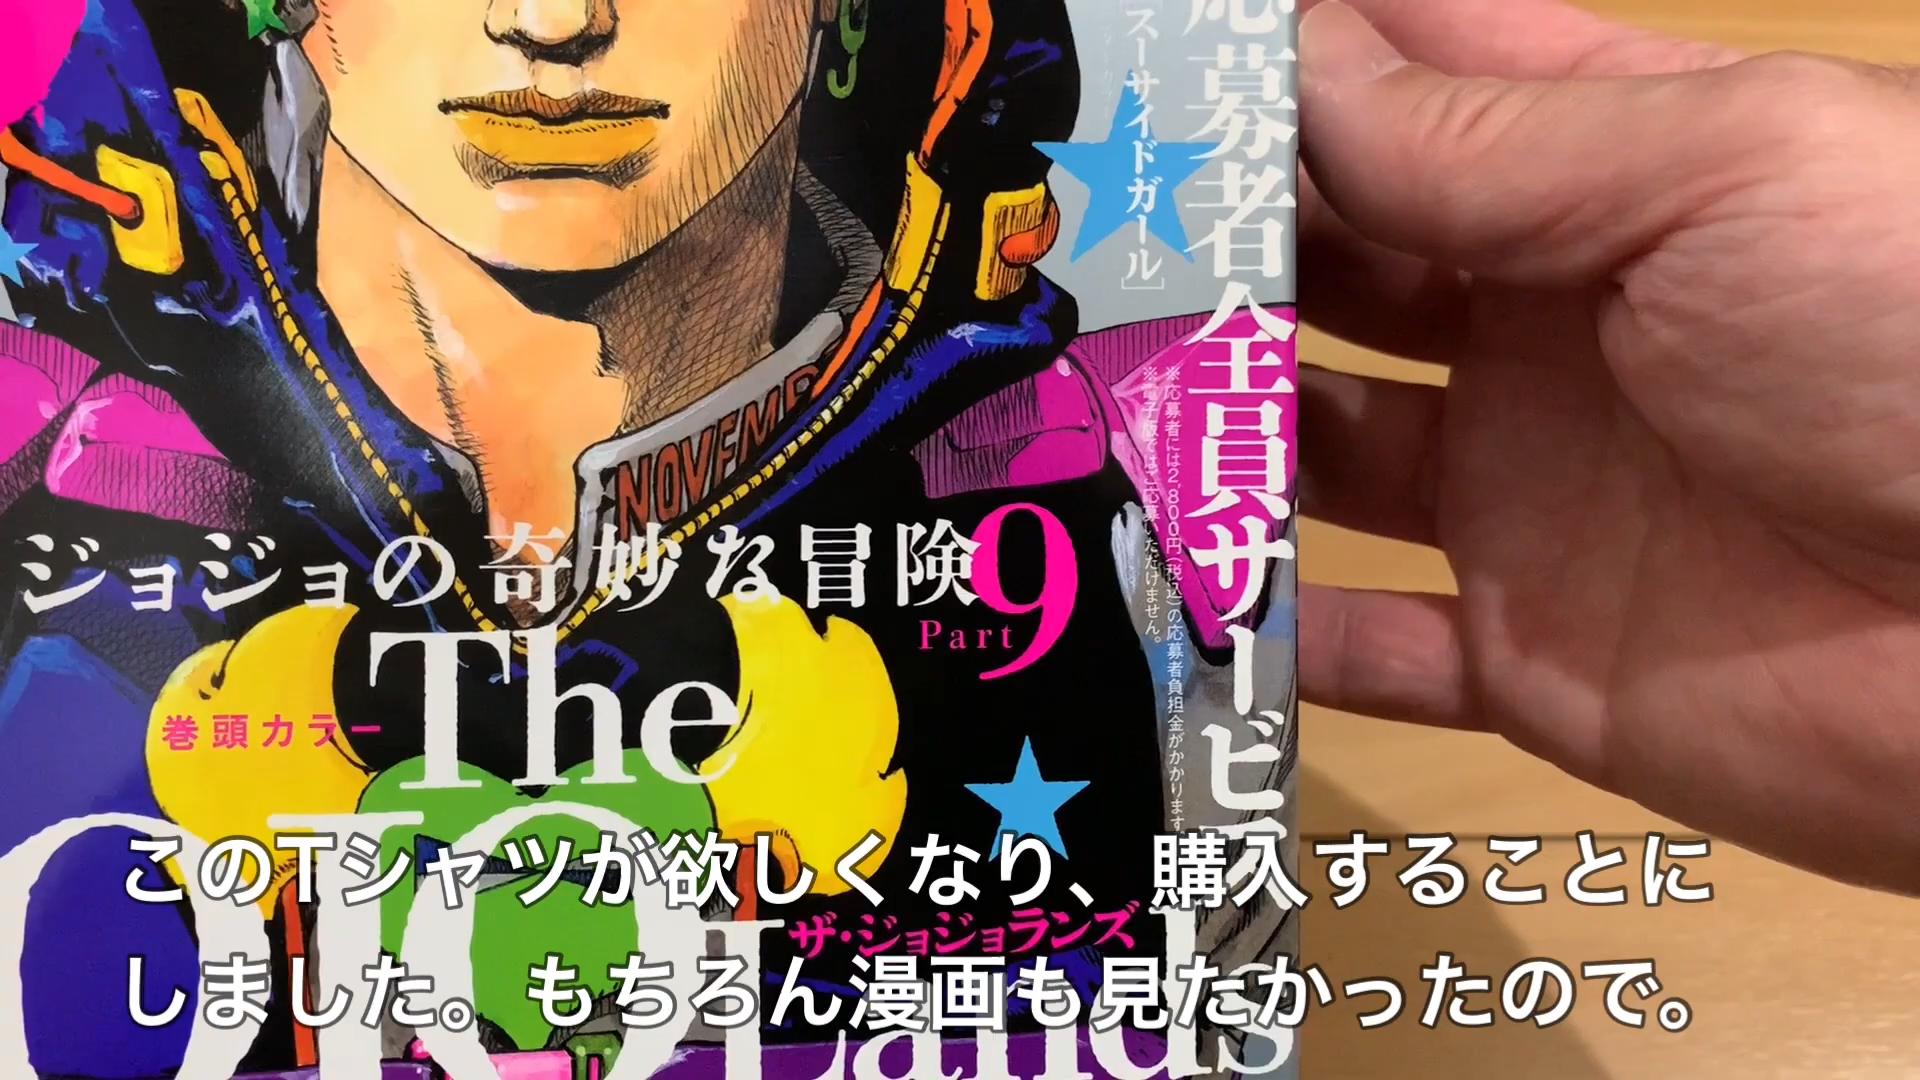 応募者全員サービス
[スーサイドガール]
※応募者には2,800円(税込)の応募者負担金がかかります。
※電子版ではご応募いただけません。
NOVEMB
ジョジョの奇妙な冒険
Part 9
巻頭カラー
The
JOJOLands
ザ・ジョジョランズ
このTシャツが欲しくなり、購入することに
しました。もちろん漫画も見たかったので。